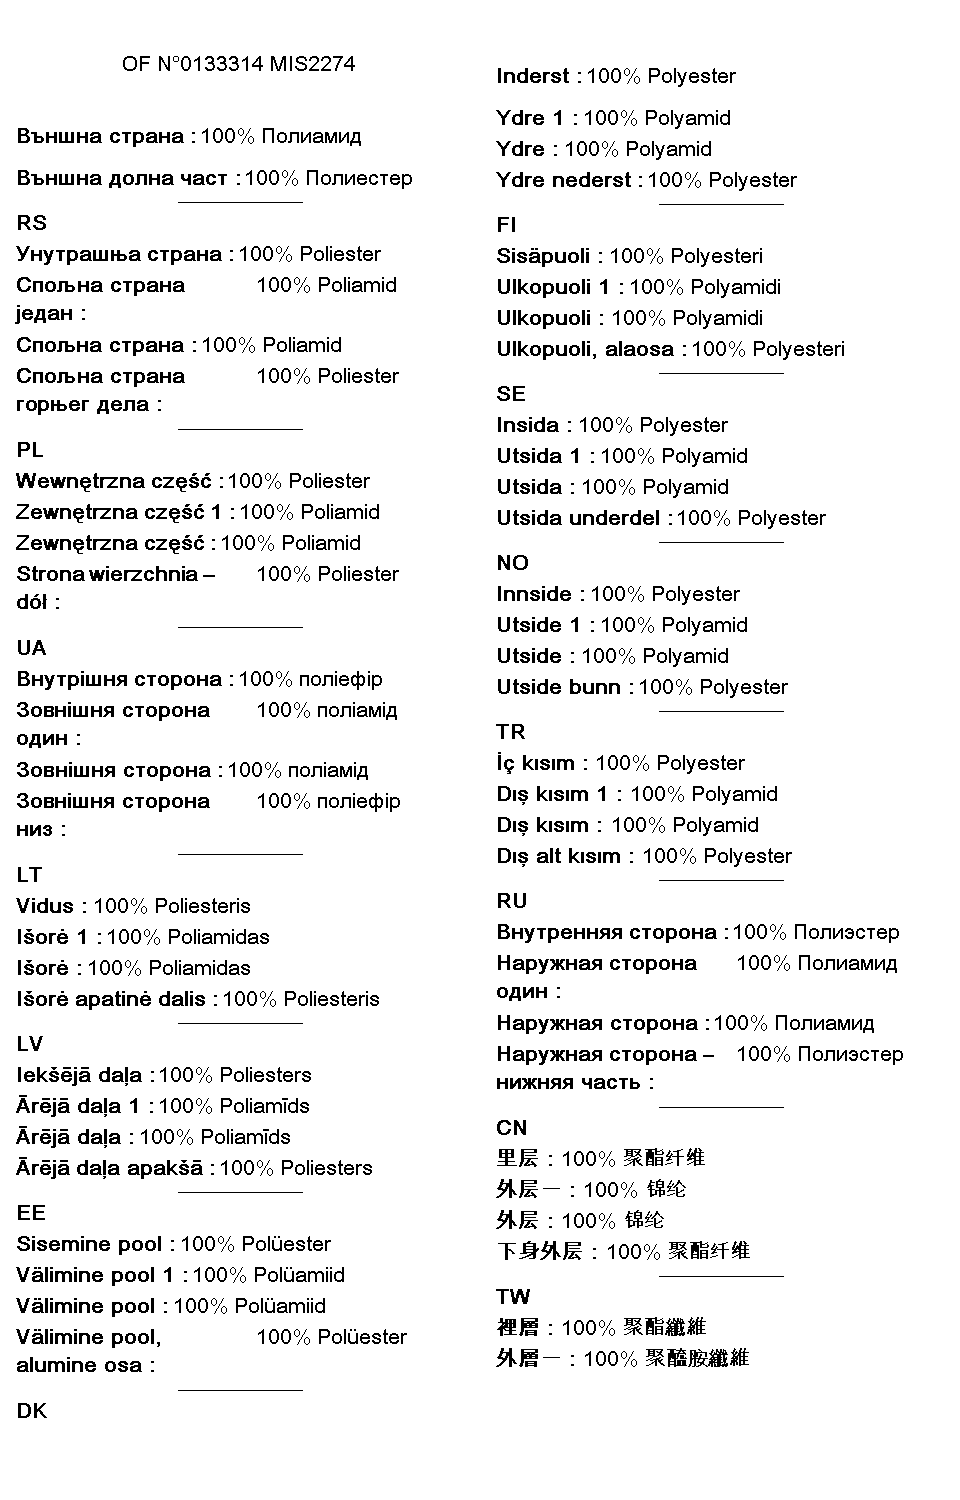 OF N°0133314 MIS2274
Външна страна : 100% Полиамид
Външна долна част : 100% Полиестер
RS
Унутрашња страна : 100% Poliester
Спољна страна 100% Poliamid
један :
Спољна страна : 100% Poliamid
Спољна страна 100% Poliester
горњег дела :
PL
Wewnętrzna część : 100% Poliester
Zewnętrzna część 1 : 100% Poliamid
Zewnętrzna część : 100% Poliamid
Strona wierzchnia – 100% Poliester
dół :
UA
Внутрішня сторона : 100% поліефір
Зовнішня сторона 100% поліамід
один :
Зовнішня сторона : 100% поліамід
Зовнішня сторона 100% поліефір
низ :
LT
Vidus : 100% Poliesteris
Išorė 1 : 100% Poliamidas
Išorė : 100% Poliamidas
Išorė apatinė dalis : 100% Poliesteris
LV
Iekšējā daļa : 100% Poliesters
Ārējā daļa 1 : 100% Poliamīds
Ārējā daļa : 100% Poliamīds
Ārējā daļa apakšā : 100% Poliesters
EE
Sisemine pool : 100% Polüester
Välimine pool 1 : 100% Polüamiid
Välimine pool : 100% Polüamiid
Välimine pool, 100% Polüester
alumine osa :
DK
Inderst : 100% Polyester
Ydre 1 : 100% Polyamid
Ydre : 100% Polyamid
Ydre nederst : 100% Polyester
FI
Sisäpuoli : 100% Polyesteri
Ulkopuoli 1 : 100% Polyamidi
Ulkopuoli : 100% Polyamidi
Ulkopuoli, alaosa : 100% Polyesteri
SE
Insida : 100% Polyester
Utsida 1 : 100% Polyamid
Utsida : 100% Polyamid
Utsida underdel : 100% Polyester
NO
Innside : 100% Polyester
Utside 1 : 100% Polyamid
Utside : 100% Polyamid
Utside bunn : 100% Polyester
TR
İç kısım : 100% Polyester
Dış kısım 1 : 100% Polyamid
Dış kısım : 100% Polyamid
Dış alt kısım : 100% Polyester
RU
Внутренняя сторона : 100% Полиэстер
Наружная сторона 100% Полиамид
один :
Наружная сторона : 100% Полиамид
Наружная сторона – 100% Полиэстер
нижняя часть :
CN
里层 : 100% 聚酯纤维
外层一 : 100% 锦纶
外层 : 100% 锦纶
下身外层 : 100% 聚酯纤维
TW
裡層 : 100% 聚酯纖維
外層一 : 100% 聚醯胺纖維